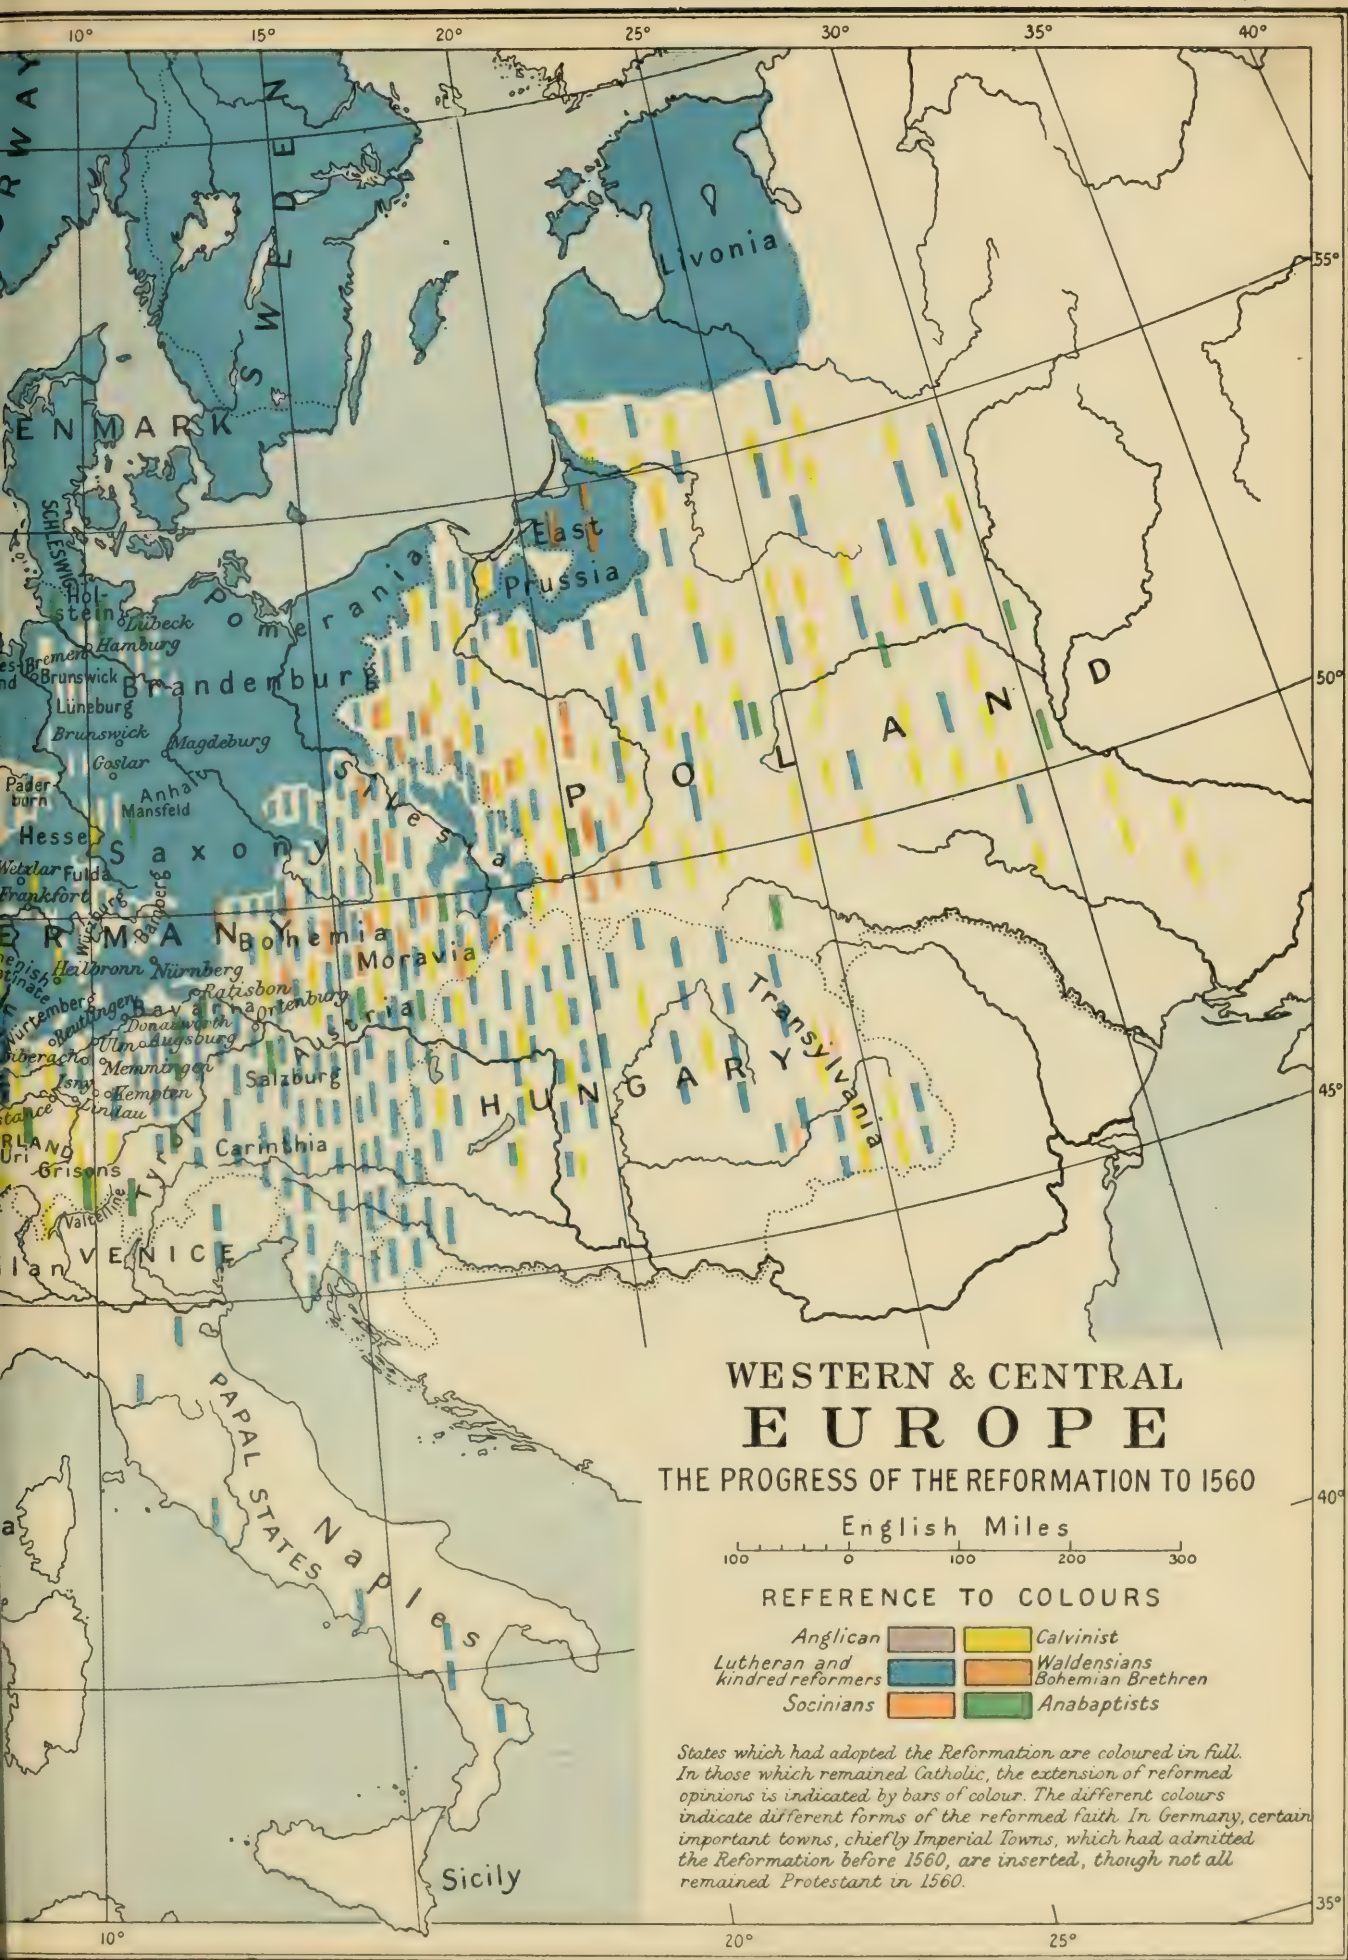 10° 15° 20° 25° 30° 35° 40°
RWAY
SWEDEN
Livonia
55°
ENMARK
SCHLESWIG
East
Prussia
Hol-
stein
Pomerania
Lübeck
Hamburg
Bremen
Brunswick
Lüneburg
Brandenburg
50°
Brunswick
Magdeburg
Goslar
POLAND
Pader-
born
Anhalt
Mansfeld
Silesia
Hesse
Saxony
Wetzlar
Fulda
Frankfort
Würzburg
Bamberg
ERMANY
Bohemia
Moravia
Heilbronn
Nürnberg
Ratisbon
Ortenburg
Würtemberg
Reutlingen
Bavaria
Donauwörth
Austria
Ulm
Augsburg
Biberach
Memmingen
Salzburg
Isny
Kempten
Lindau
stance
Transylvania
HUNGARY
45°
RLAND
Uri
Grisons
Tyrol
Carinthia
Valtelline
lan
VENICE
PAPAL STATES
Naples
a
Sicily
WESTERN & CENTRAL
EUROPE
THE PROGRESS OF THE REFORMATION TO 1560
40°
English Miles
100 0 100 200 300
REFERENCE TO COLOURS
Anglican
Calvinist
Lutheran and
kindred reformers
Waldensians
Bohemian Brethren
Socinians
Anabaptists
States which had adopted the Reformation are coloured in full.
In those which remained Catholic, the extension of reformed
opinions is indicated by bars of colour. The different colours
indicate different forms of the reformed faith. In Germany, certain
important towns, chiefly Imperial Towns, which had admitted
the Reformation before 1560, are inserted, though not all
remained Protestant in 1560.
35°
10° 20° 25°